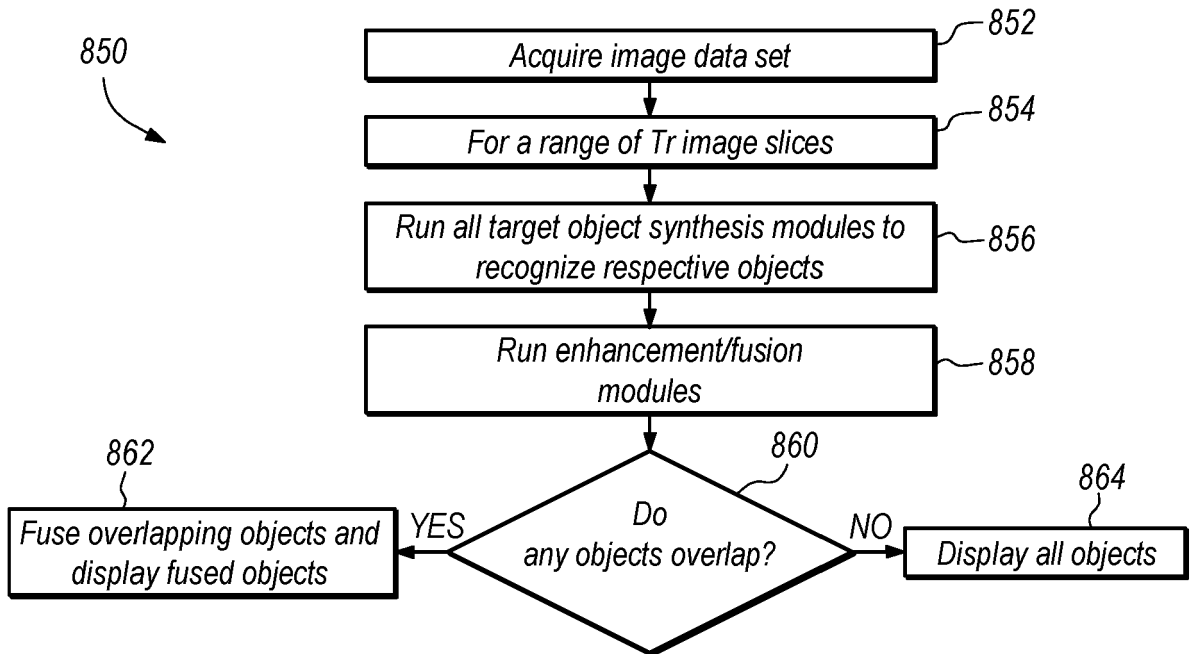 850
852
Acquire image data set
854
For a range of Tr image slices
Run all target object synthesis modules to
recognize respective objects
856
Run enhancement/fusion
modules
858
862
860
864
Do
any objects overlap?
YES
NO
Fuse overlapping objects and
display fused objects
Display all objects